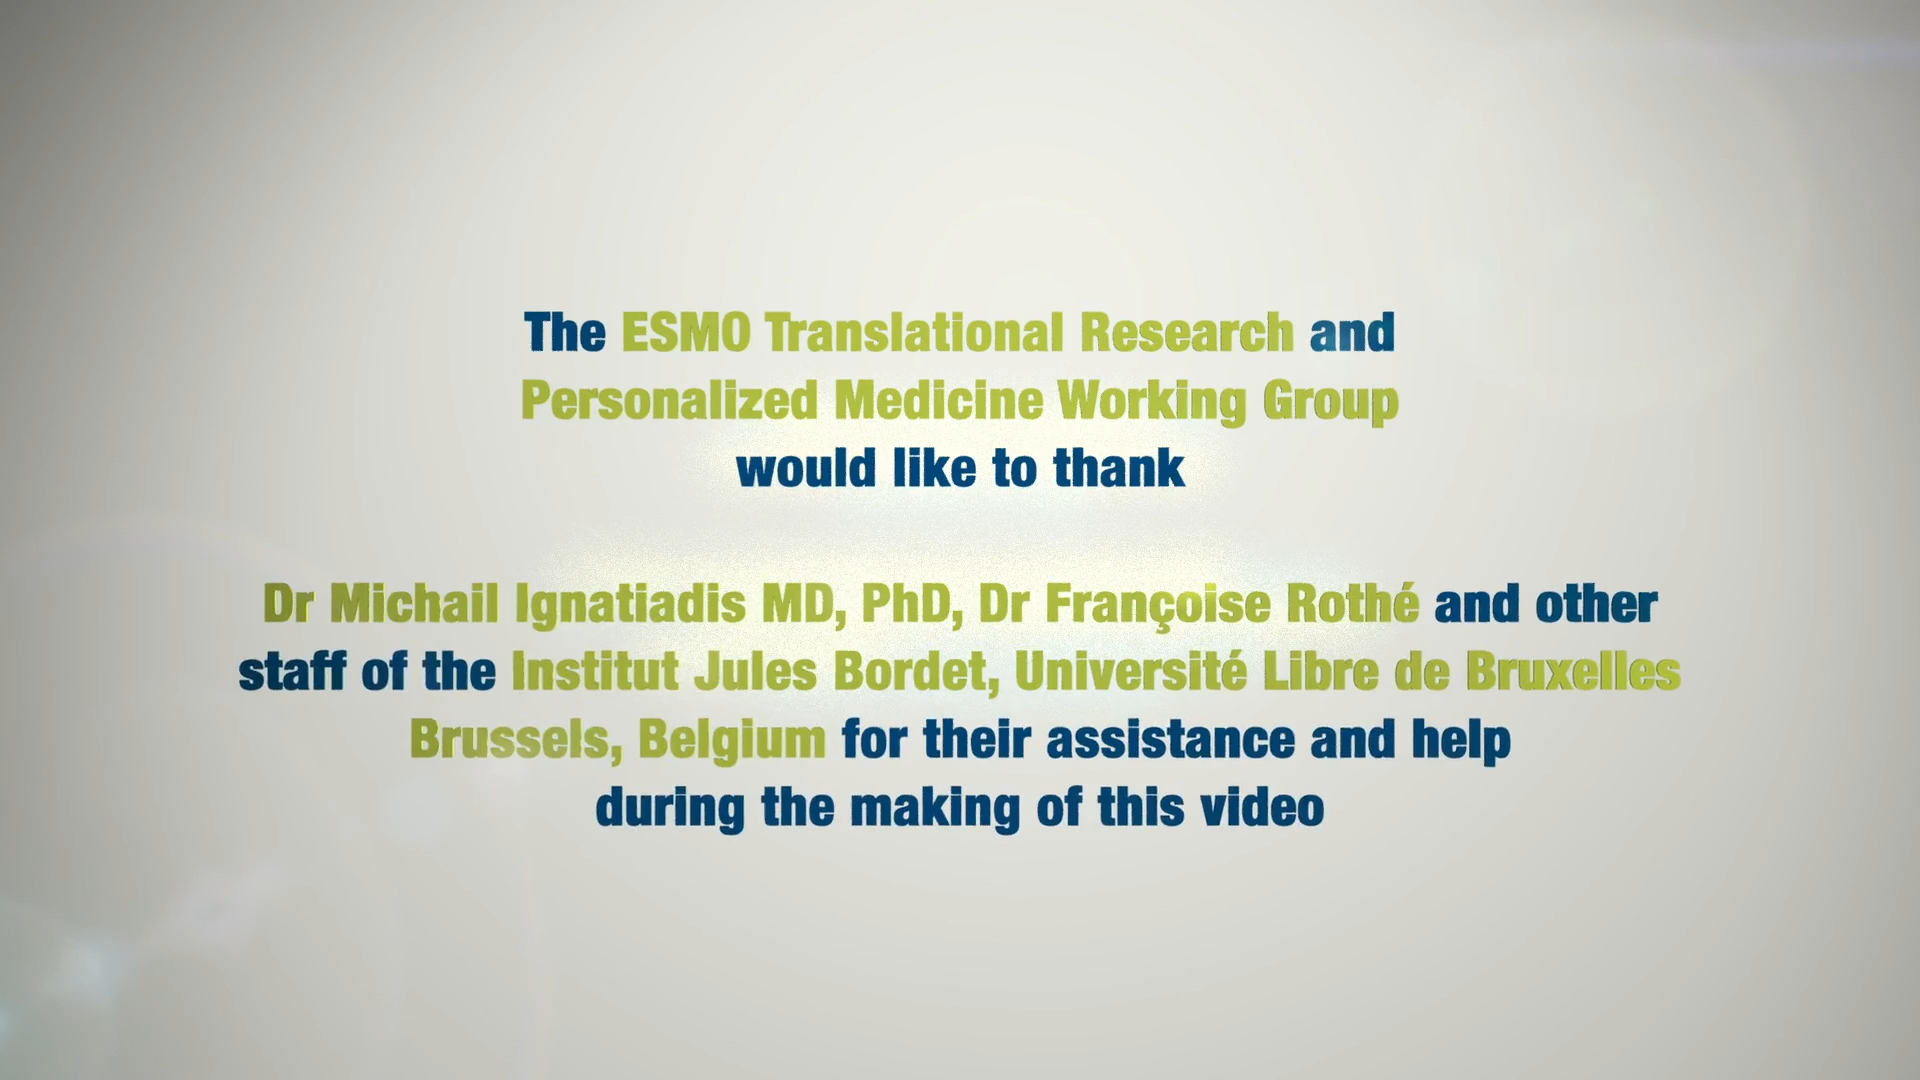 The ESMO Translational Research and
Personalized Medicine Working Group
would like to thank
Dr Michail Ignatiadis MD, PhD, Dr Françoise Rothé and other
staff of the Institut Jules Bordet, Université Libre de Bruxelles
Brussels, Belgium for their assistance and help
during the making of this video